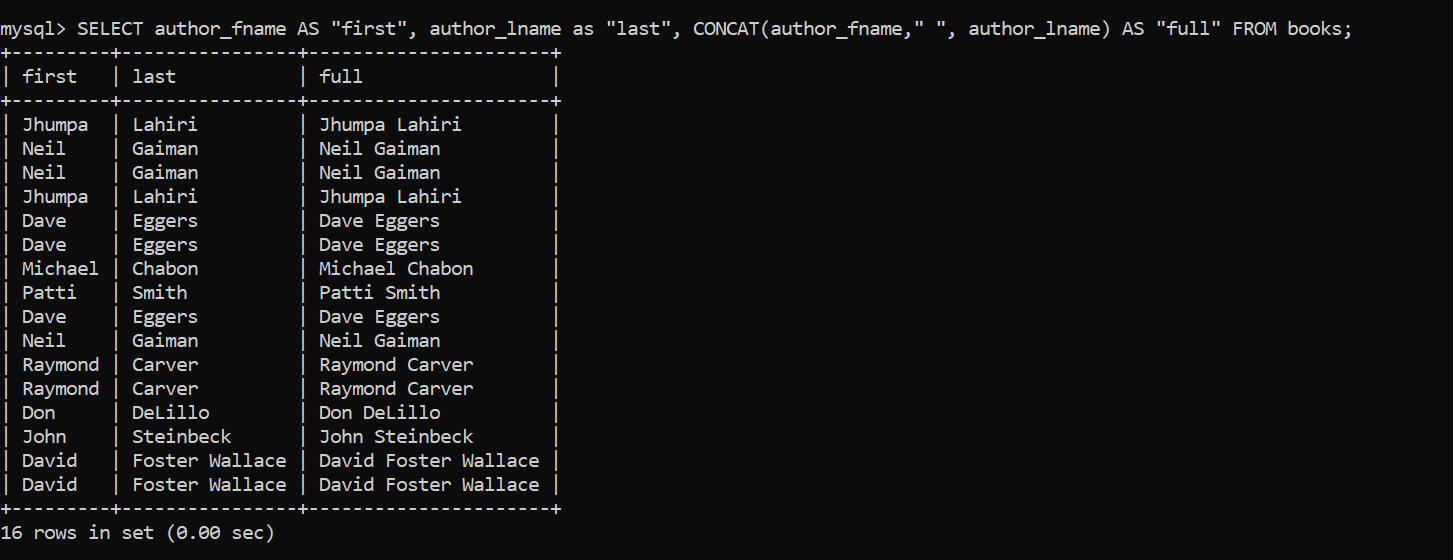 mysql> SELECT author_fname AS "first", author_lname as "last", CONCAT(author_fname," ", author_lname) AS "full" FROM books;
+---------+----------------+----------------------+
| first   | last           | full                 |
+---------+----------------+----------------------+
| Jhumpa  | Lahiri         | Jhumpa Lahiri        |
| Neil    | Gaiman         | Neil Gaiman          |
| Neil    | Gaiman         | Neil Gaiman          |
| Jhumpa  | Lahiri         | Jhumpa Lahiri        |
| Dave    | Eggers         | Dave Eggers          |
| Dave    | Eggers         | Dave Eggers          |
| Michael | Chabon         | Michael Chabon       |
| Patti   | Smith          | Patti Smith          |
| Dave    | Eggers         | Dave Eggers          |
| Neil    | Gaiman         | Neil Gaiman          |
| Raymond | Carver         | Raymond Carver       |
| Raymond | Carver         | Raymond Carver       |
| Don     | DeLillo        | Don DeLillo          |
| John    | Steinbeck      | John Steinbeck       |
| David   | Foster Wallace | David Foster Wallace |
| David   | Foster Wallace | David Foster Wallace |
+---------+----------------+----------------------+
16 rows in set (0.00 sec)